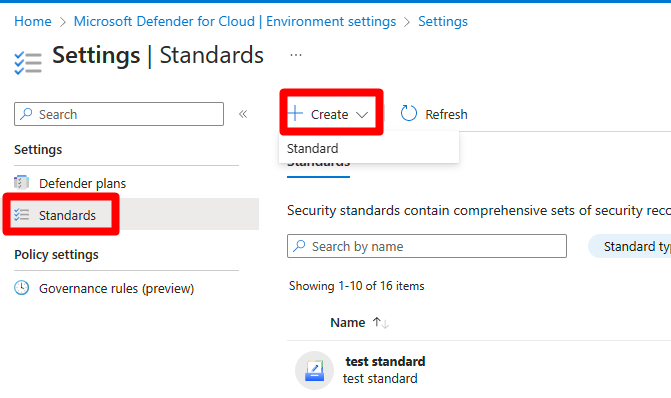 Home > Microsoft Defender for Cloud | Environment settings > Settings
Settings | Standards ...
Search «
Create
Refresh
Standard
Standards
Settings
Defender plans
Standards
Policy settings
Governance rules (preview)
Security standards contain comprehensive sets of security reco
Search by name
Standard typ
Showing 1-10 of 16 items
Name ↑↓
test standard
test standard